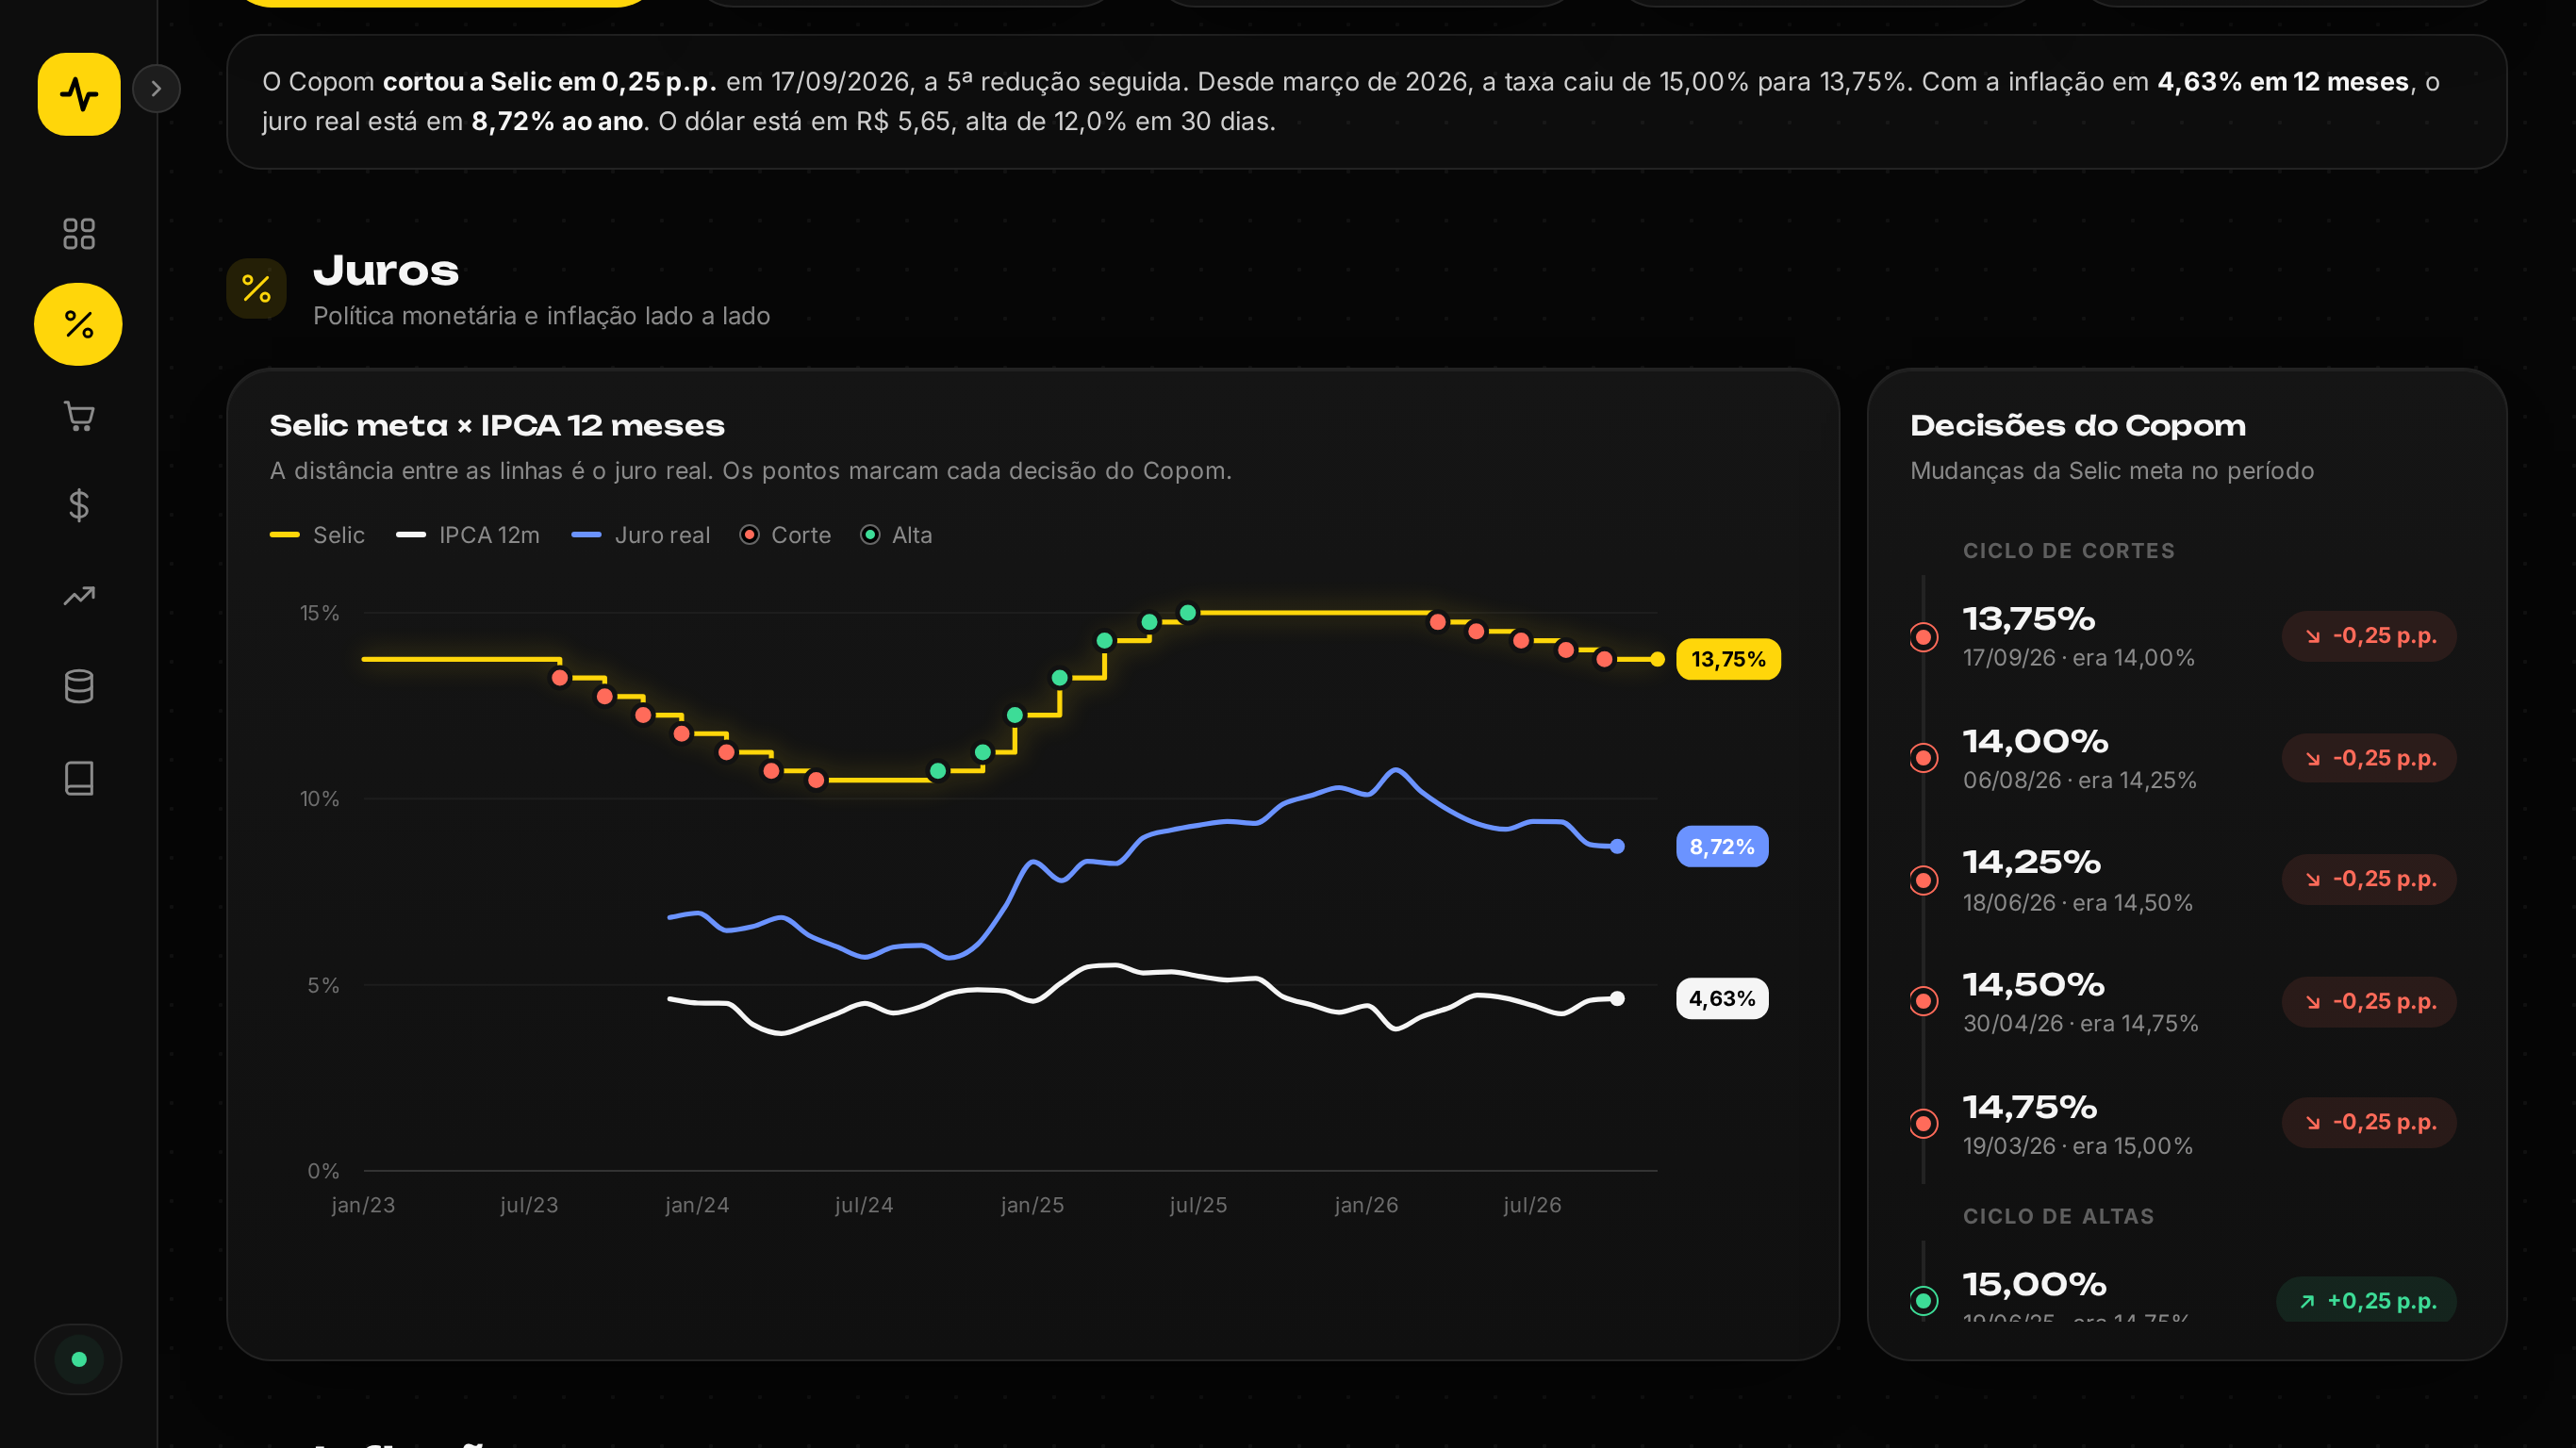 O Copom cortou a Selic em 0,25 p.p. em 17/09/2026, a 5ª redução seguida. Desde março de 2026, a taxa caiu de 15,00% para 13,75%. Com a inflação em 4,63% em 12 meses, o
juro real está em 8,72% ao ano. O dólar está em R$ 5,65, alta de 12,0% em 30 dias.
Juros
Política monetária e inflação lado a lado
Selic meta × IPCA 12 meses
A distância entre as linhas é o juro real. Os pontos marcam cada decisão do Copom.
Selic IPCA 12m Juro real Corte Alta
15%
10%
5%
0%
13,75%
8,72%
4,63%
jan/23 jul/23 jan/24 jul/24 jan/25 jul/25 jan/26 jul/26
Decisões do Copom
Mudanças da Selic meta no período
CICLO DE CORTES
13,75%
17/09/26 · era 14,00%
-0,25 p.p.
14,00%
06/08/26 · era 14,25%
-0,25 p.p.
14,25%
18/06/26 · era 14,50%
-0,25 p.p.
14,50%
30/04/26 · era 14,75%
-0,25 p.p.
14,75%
19/03/26 · era 15,00%
-0,25 p.p.
CICLO DE ALTAS
15,00%
19/06/25 · era 14,75%
+0,25 p.p.